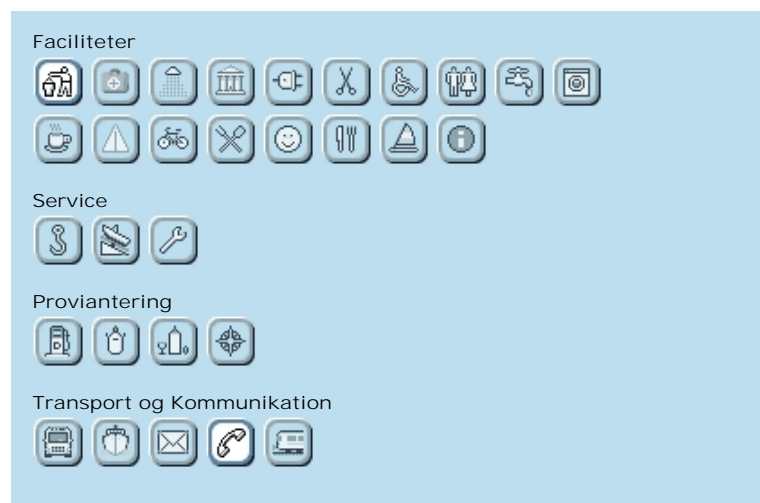 Faciliteter
Service
Proviantering
Transport og Kommunikation